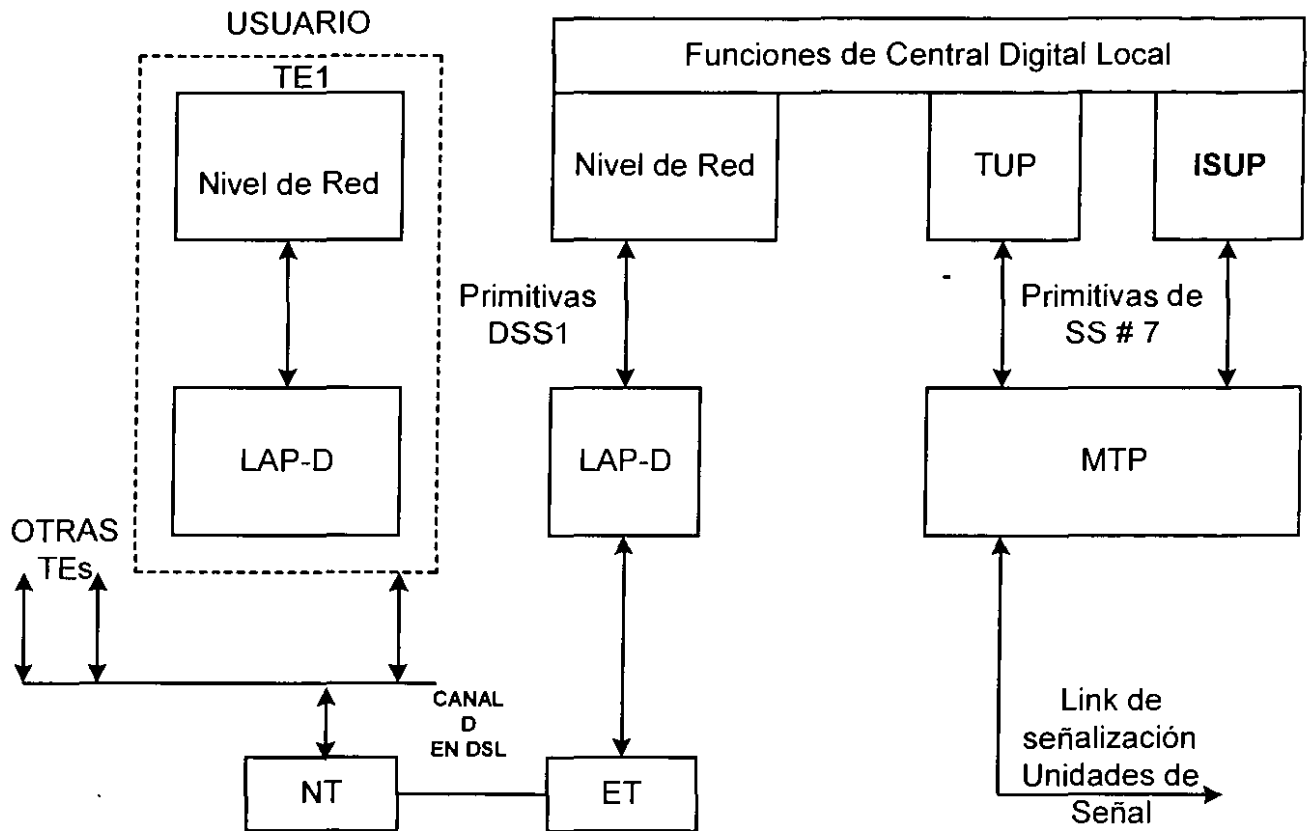 USUARIO
TE1
Nivel de Red
LAP-D
OTRAS
TEs
NT
CANAL
D
EN DSL
ET
Funciones de Central Digital Local
Nivel de Red
TUP
ISUP
Primitivas
DSS1
Primitivas de
SS # 7
LAP-D
MTP
Link de
señalización
Unidades de
Señal